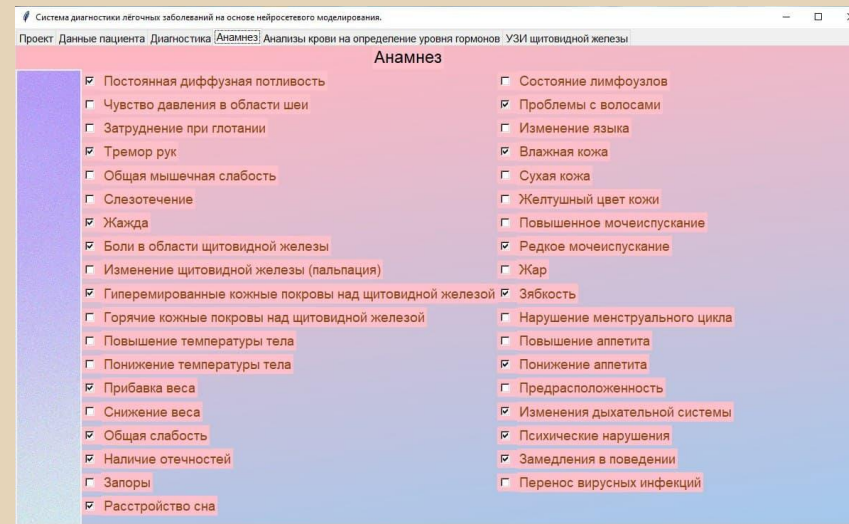 Система диагностики лёгочных заболеваний на основе нейросетевого моделирования.
Проект Данные пациента Диагностика Анамнез Анализы крови на определение уровня гормонов УЗИ щитовидной железы
Анамнез
Постоянная диффузная потливость
Чувство давления в области шеи
Затруднение при глотании
Тремор рук
Общая мышечная слабость
Слезотечение
Жажда
Боли в области щитовидной железы
Изменение щитовидной железы (пальпация)
Гиперемированные кожные покровы над щитовидной железой
Горячие кожные покровы над щитовидной железой
Повышение температуры тела
Понижение температуры тела
Прибавка веса
Снижение веса
Общая слабость
Наличие отечностей
Запоры
Расстройство сна
Состояние лимфоузлов
Проблемы с волосами
Изменение языка
Влажная кожа
Сухая кожа
Желтушный цвет кожи
Повышенное мочеиспускание
Редкое мочеиспускание
Жар
Зябкость
Нарушение менструального цикла
Повышение аппетита
Понижение аппетита
Предрасположенность
Изменения дыхательной системы
Психические нарушения
Замедления в поведении
Перенос вирусных инфекций